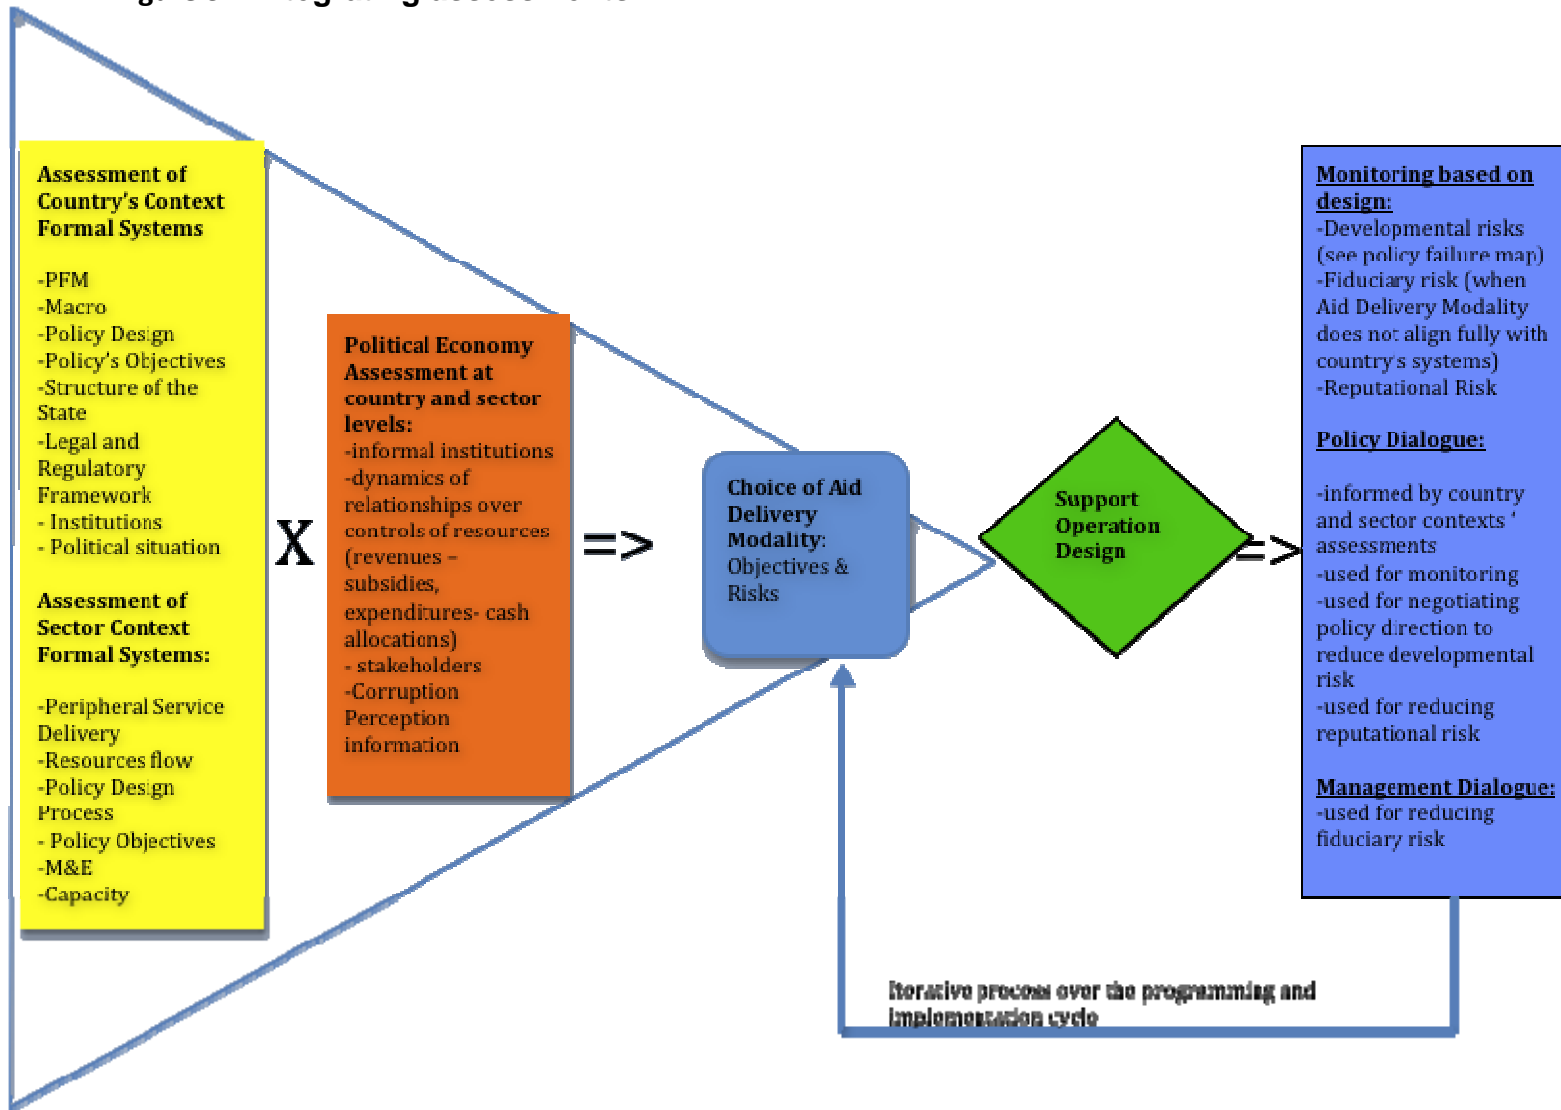 Assessment of
Country's Context
Formal Systems
-PFM
-Macro
-Policy Design
-Policy's Objectives
-Structure of the
State
-Legal and
Regulatory
Framework
- Institutions
- Political situation
Assessment of
Sector Context
Formal Systems:
-Peripheral Service
Delivery
-Resources flow
-Policy Design
Process
- Policy Objectives
-M&E
-Capacity
X
Political Economy
Assessment at
country and sector
levels:
-informal institutions
-dynamics of
relationships over
controls of resources
(revenues –
subsidies,
expenditures- cash
allocations)
- stakeholders
-Corruption
Perception
information
=>
Choice of Aid
Delivery
Modality:
Objectives &
Risks
Support
Operation
Design
=>
Monitoring based on
design:
-Developmental risks
(see policy failure map)
-Fiduciary risk (when
Aid Delivery Modality
does not align fully with
country's systems)
-Reputational Risk
Policy Dialogue:
-informed by country
and sector contexts '
assessments
-used for monitoring
-used for negotiating
policy direction to
reduce developmental
risk
-used for reducing
reputational risk
Management Dialogue:
-used for reducing
fiduciary risk
Iterative process over the programming and
implementation cycle